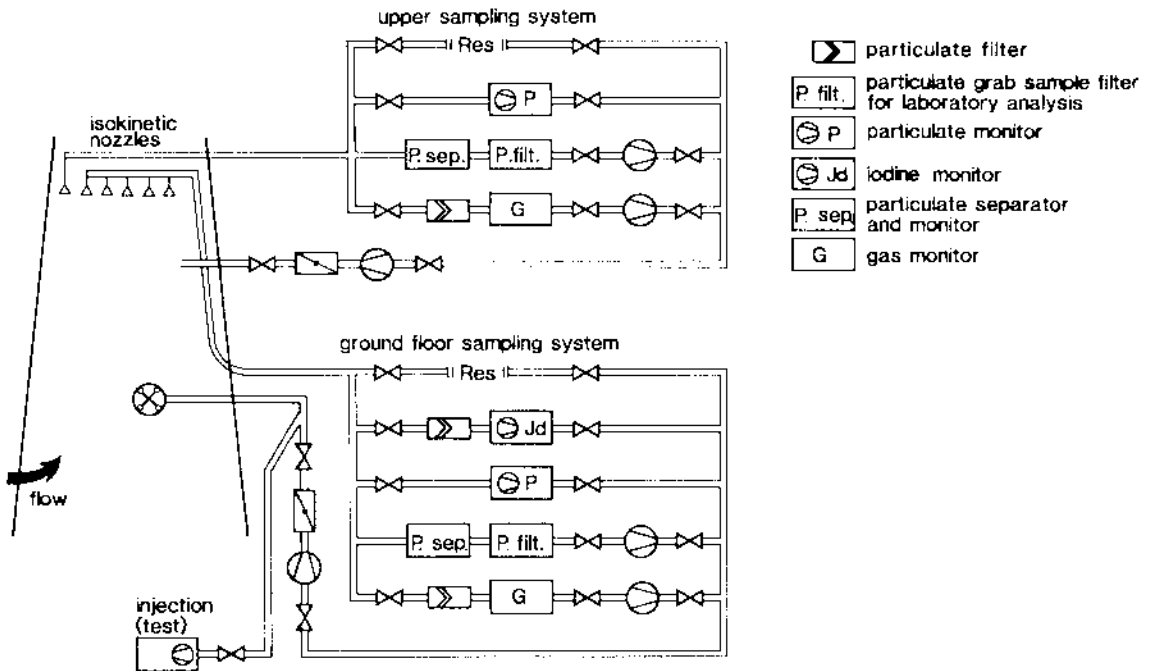 upper sampling system
Res
P
isokinetic
nozzles
P. sep.
P. filt.
G
particulate filter
P. filt.
particulate grab sample filter
for laboratory analysis
P
particulate monitor
Jd
iodine monitor
P. sep.
particulate separator
and monitor
G
gas monitor
ground floor sampling system
Res
Jd
P
P. sep.
P. filt.
G
flow
injection
(test)